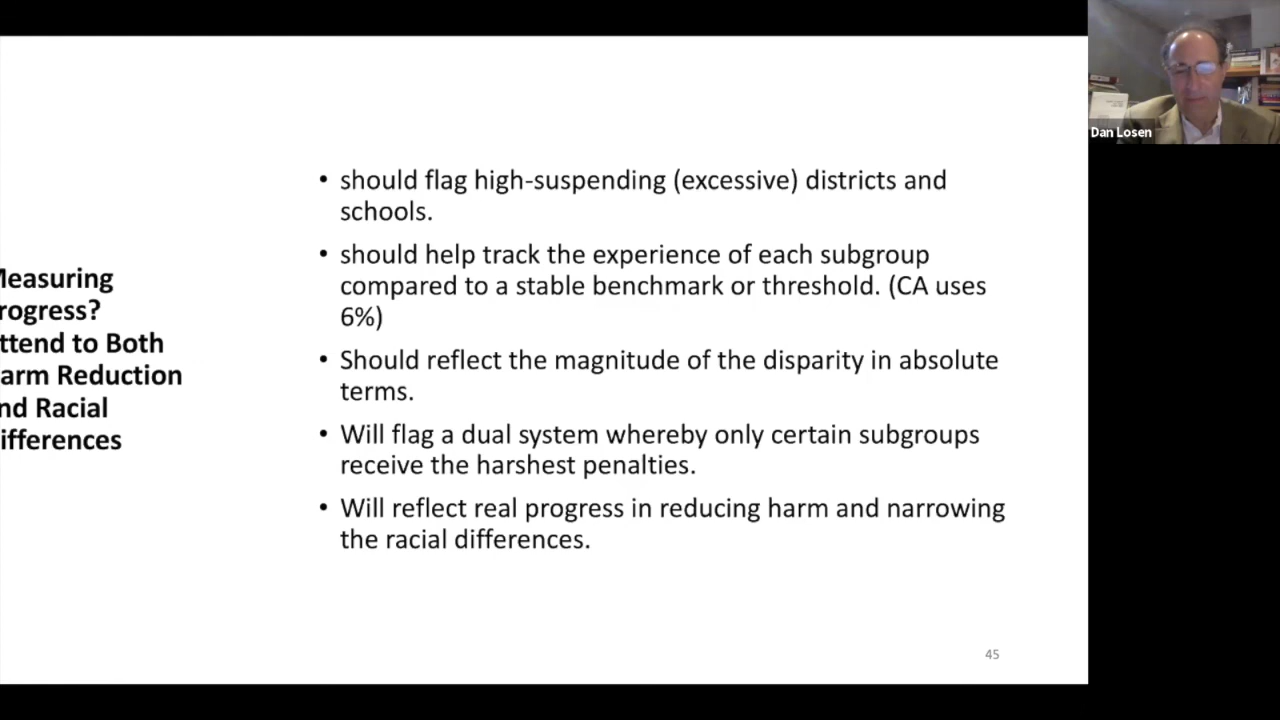 Measuring
rogress?
ttend to Both
arm Reduction
nd Racial
ifferences
• should flag high-suspending (excessive) districts and
schools.
• should help track the experience of each subgroup
compared to a stable benchmark or threshold. (CA uses
6%)
• Should reflect the magnitude of the disparity in absolute
terms.
• Will flag a dual system whereby only certain subgroups
receive the harshest penalties.
• Will reflect real progress in reducing harm and narrowing
the racial differences.
45
Dan Losen